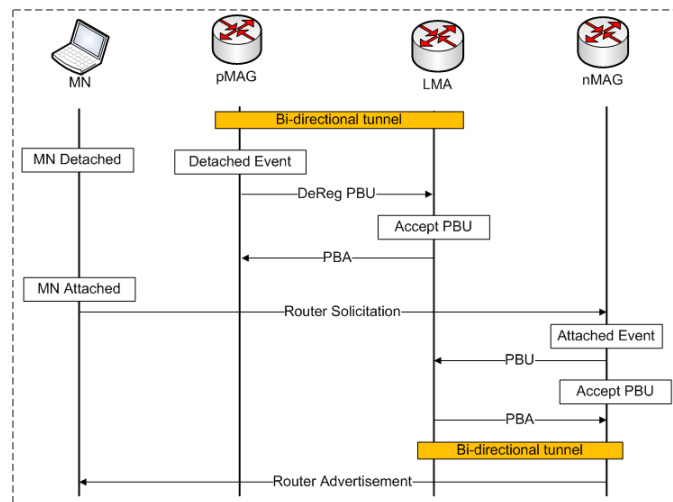 MN
pMAG
LMA
nMAG
Bi-directional tunnel
MN Detached
Detached Event
DeReg PBU
Accept PBU
PBA
MN Attached
Router Solicitation
Attached Event
PBU
Accept PBU
PBA
Bi-directional tunnel
Router Advertisement